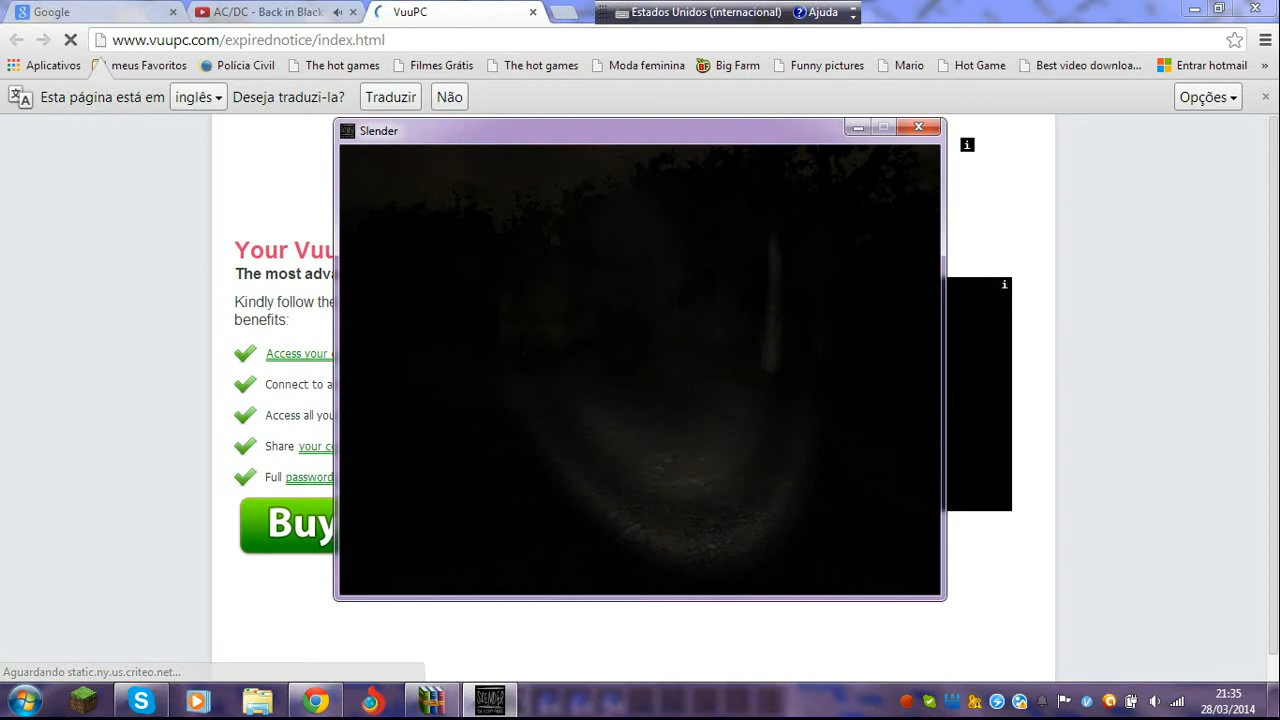 Google
AC/DC - Back in Black
VuuPC
Estados Unidos (internacional)
Ajuda
www.vuupc.com/expirednotice/index.html
Aplicativos
meus Favoritos
Polícia Civil
The hot games
Filmes Grátis
The hot games
Moda feminina
Big Farm
Funny pictures
Mario
Hot Game
Best video downloa...
Entrar hotmail
»
Esta página está em
inglês
Deseja traduzi-la?
Traduzir
Não
Opções
Slender
i
Your Vuu
The most adva
Kindly follow the
benefits:
i
Access your
Connect to a
Access all you
Share your co
Full password
Buy
Aguardando static.ny.us.criteo.net...
SLENDER
21:35
28/03/2014